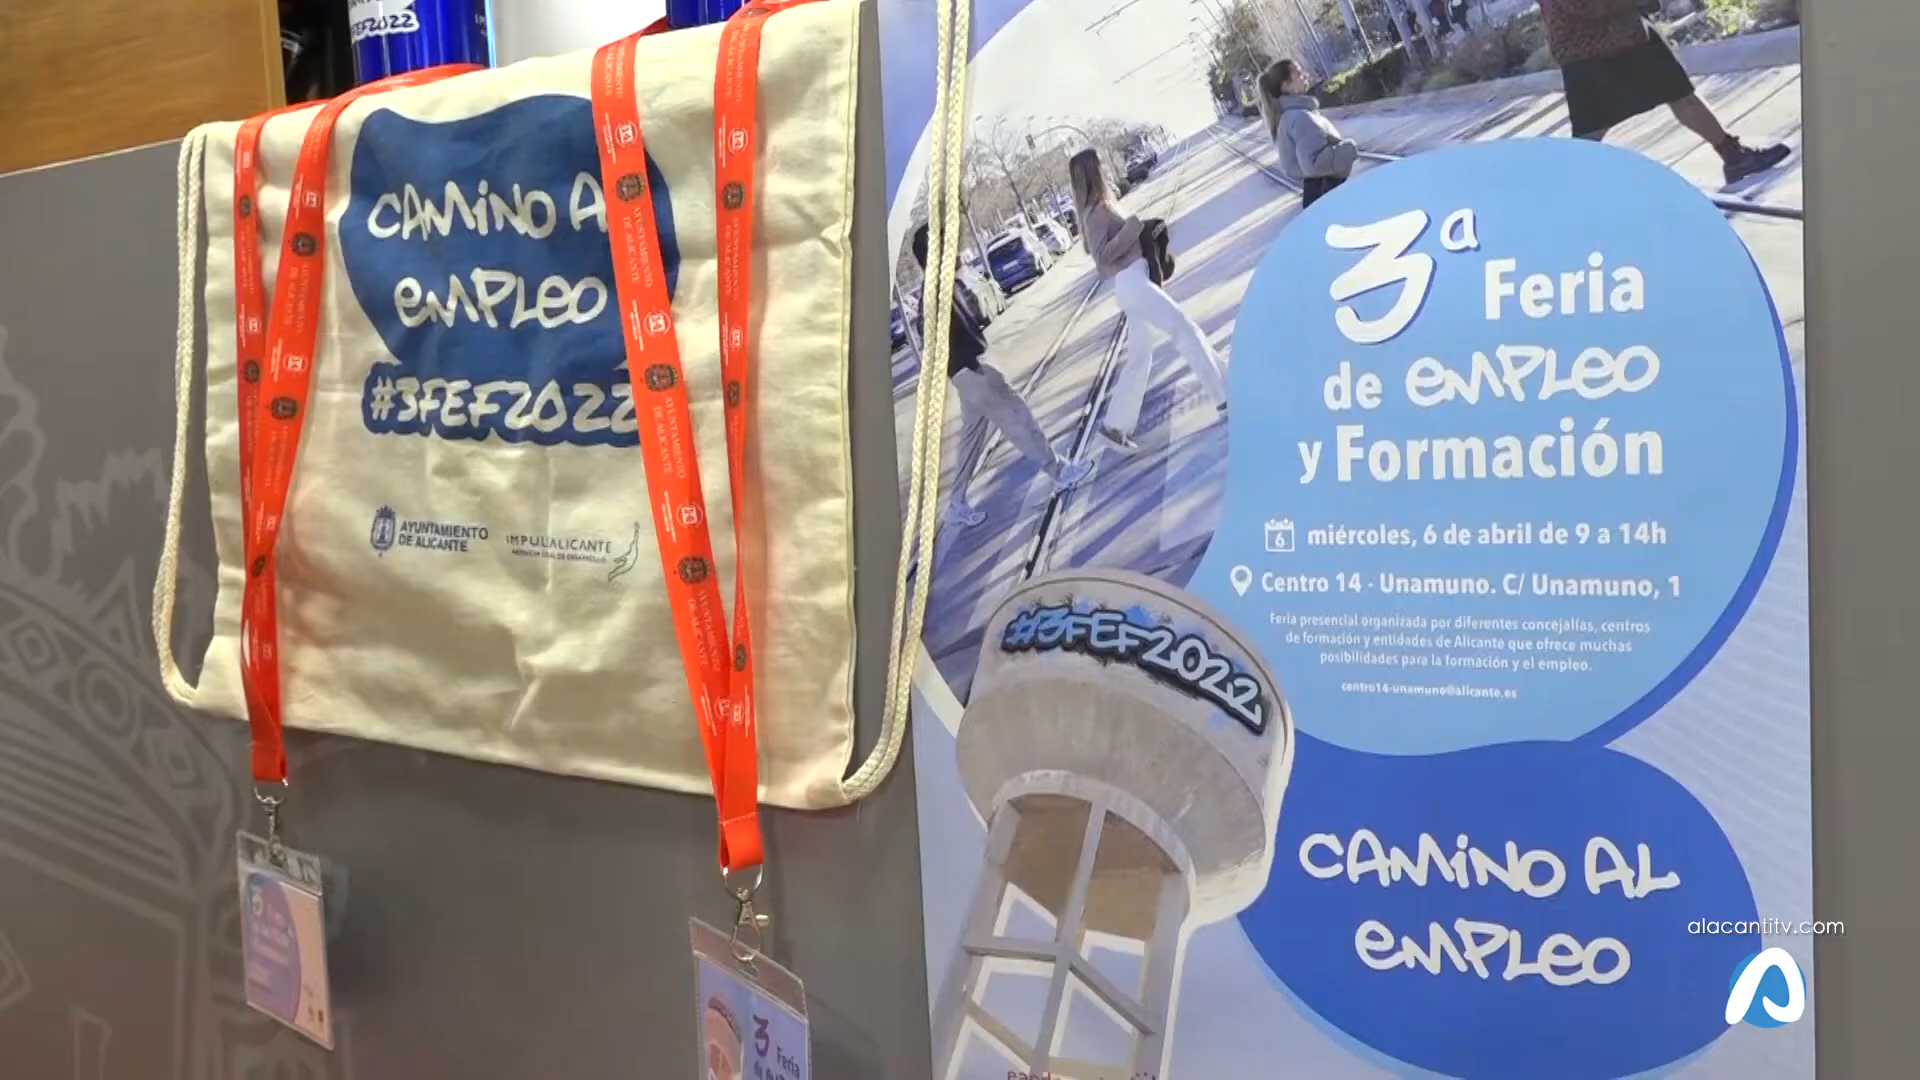 #3FEF2022
CAMINO A
EMPLEO
#3FEF2022
AYUNTAMIENTO
DE ALICANTE
IMPULSALICANTE
AYUNTAMIENTO
DE ALICANTE
3ª Feria
de EMPLEO
y Formación
6
miércoles, 6 de abril de 9 a 14h
Centro 14 - Unamuno. C/ Unamuno, 1
Feria presencial organizada por diferentes concejalías, centros
de formación y entidades de Alicante que ofrece muchas
posibilidades para la formación y el empleo.
centro14-unamuno@alicante.es
#3FEF2022
CAMINO AL
EMPLEO
3
Feria
alacantitv.com